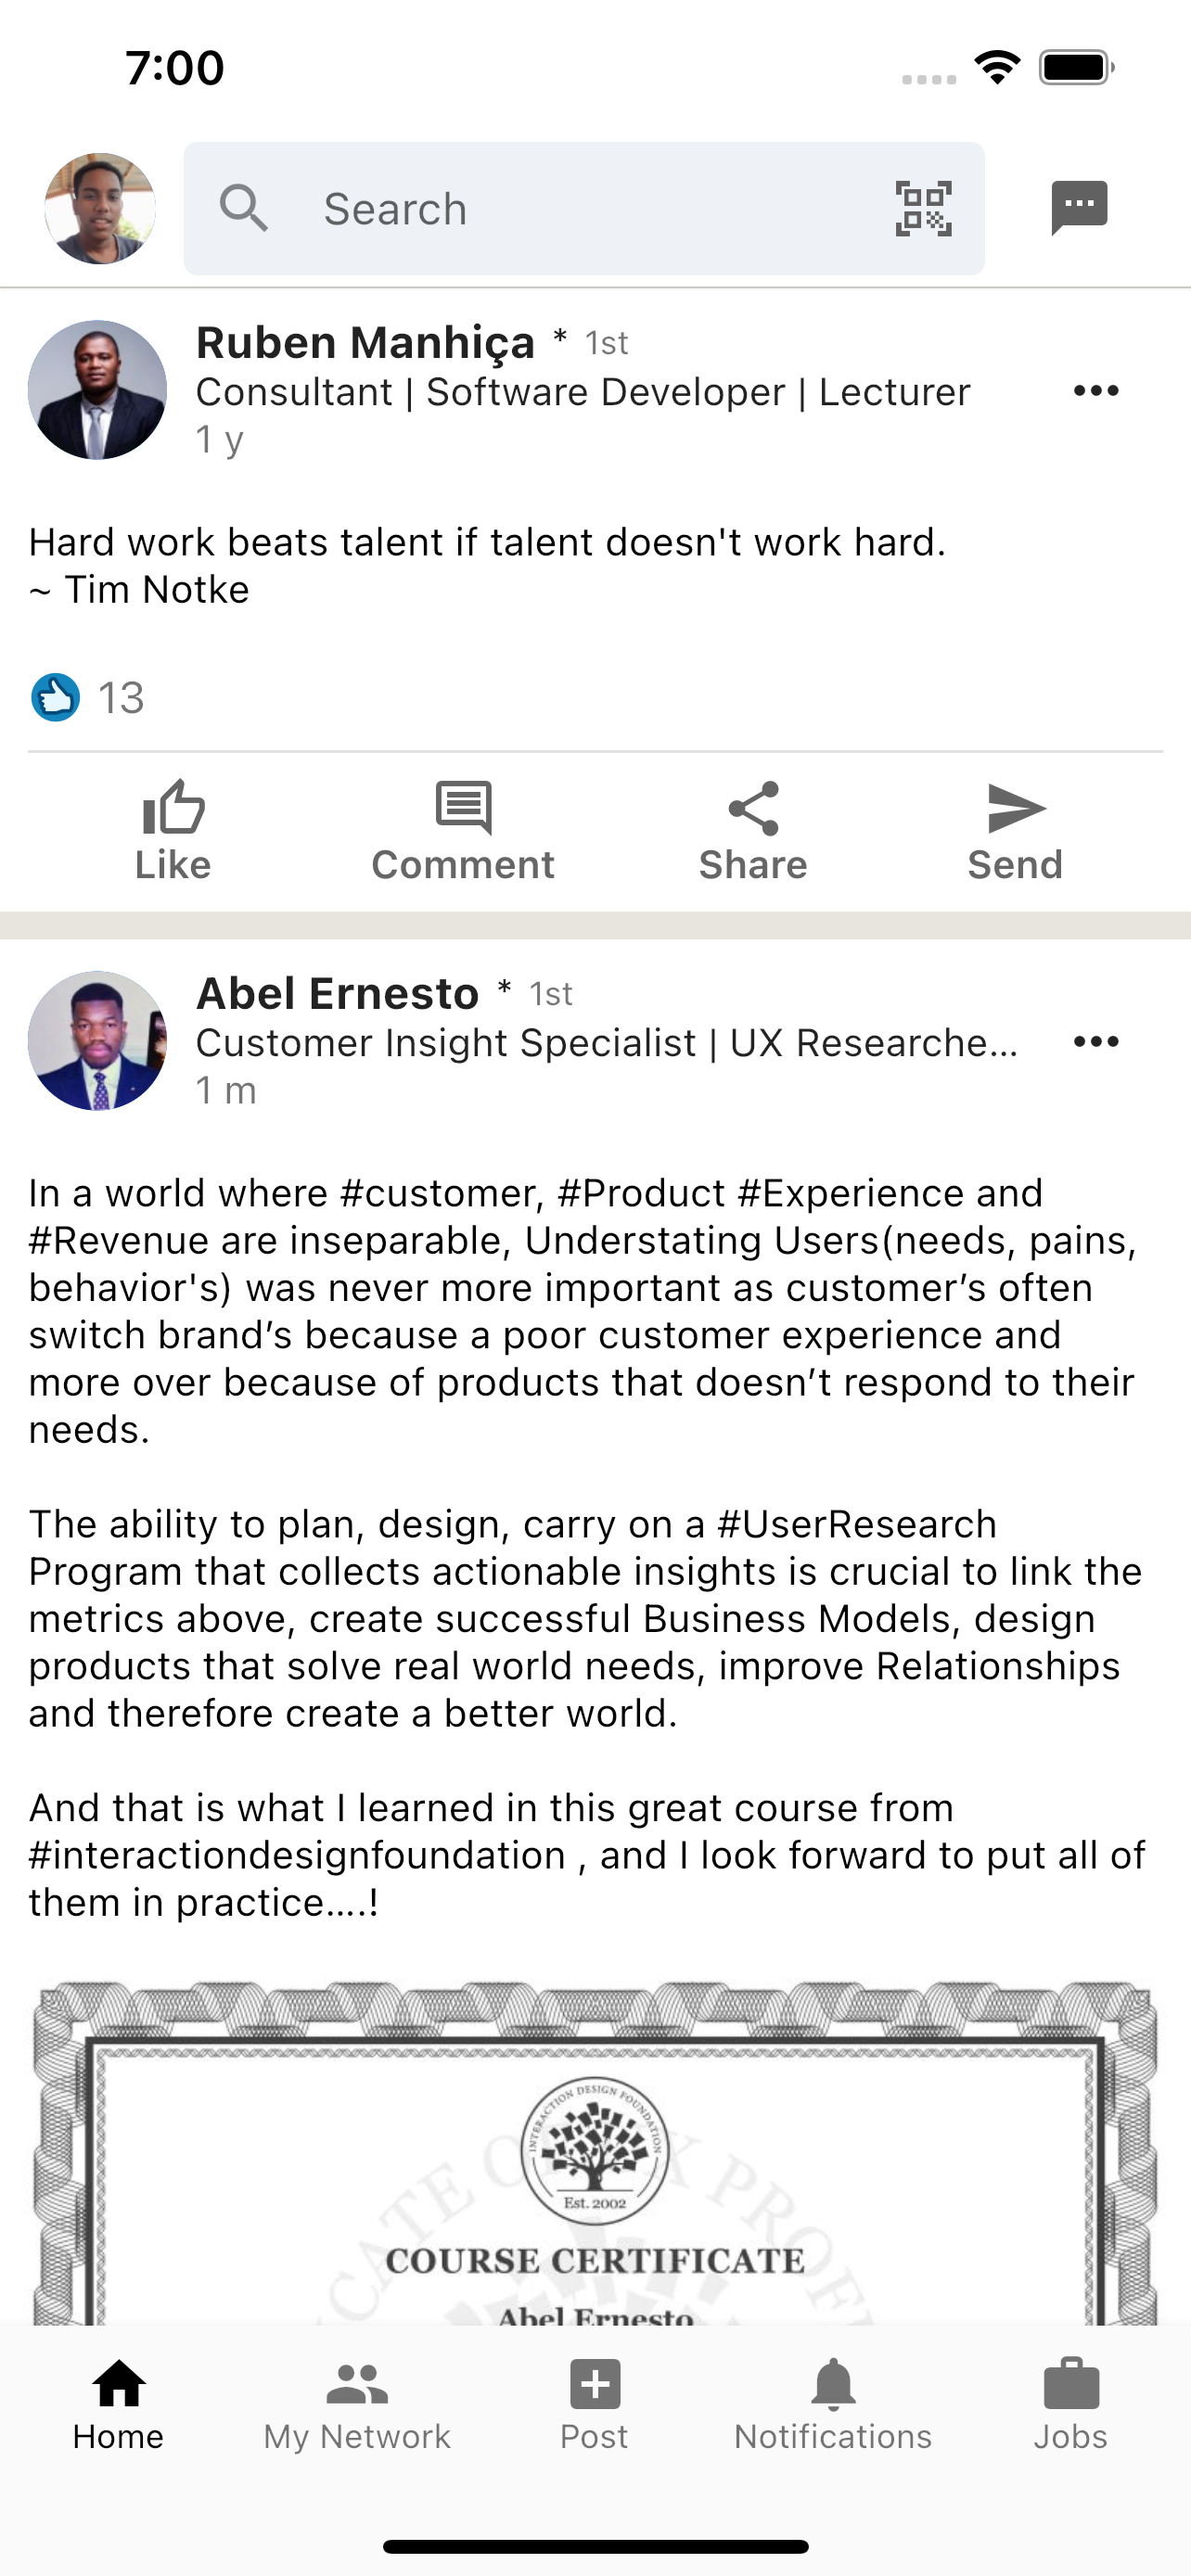 7:00
Search
Ruben Manhiça * 1st
Consultant | Software Developer | Lecturer
1 y
Hard work beats talent if talent doesn't work hard.
~ Tim Notke
13
Like Comment Share Send
Abel Ernesto * 1st
Customer Insight Specialist | UX Researche...
1 m
In a world where #customer, #Product #Experience and
#Revenue are inseparable, Understating Users(needs, pains,
behavior's) was never more important as customer’s often
switch brand’s because a poor customer experience and
more over because of products that doesn’t respond to their
needs.
The ability to plan, design, carry on a #UserResearch
Program that collects actionable insights is crucial to link the
metrics above, create successful Business Models, design
products that solve real world needs, improve Relationships
and therefore create a better world.
And that is what I learned in this great course from
#interactiondesignfoundation , and I look forward to put all of
them in practice....!
INTERACTION DESIGN FOUNDATION
Est. 2002
COURSE CERTIFICATE
Abel Ernesto
Home My Network Post Notifications Jobs